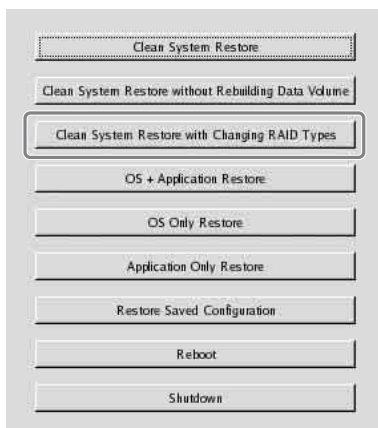 Clean System Restore
Clean System Restore without Rebuilding Data Volume
Clean System Restore with Changing RAID Types
OS + Application Restore
OS Only Restore
Application Only Restore
Restore Saved Configuration
Reboot
Shutdown